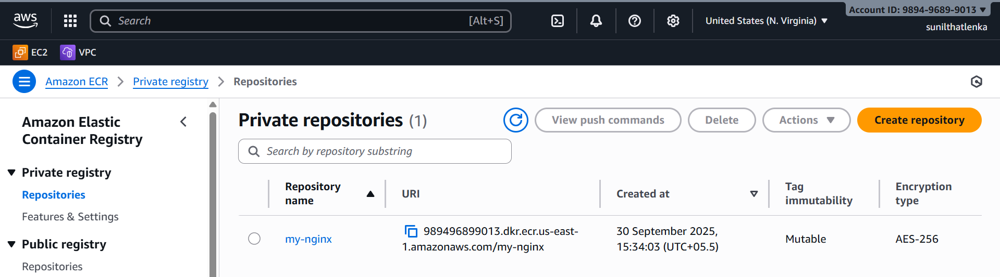 aws
Search
[Alt+S]
United States (N. Virginia)
Account ID: 9894-9689-9013
sunilthatlenka
EC2
VPC
Amazon ECR
Private registry
Repositories
Amazon Elastic
Container Registry
Private registry
Repositories
Features & Settings
Public registry
Repositories
Private repositories (1)
View push commands
Delete
Actions
Create repository
Search by repository substring
Repository
name
URI
Created at
Tag
immutability
Encryption
type
my-nginx
989496899013.dkr.ecr.us-east-
1.amazonaws.com/my-nginx
30 September 2025,
15:34:03 (UTC+05.5)
Mutable
AES-256